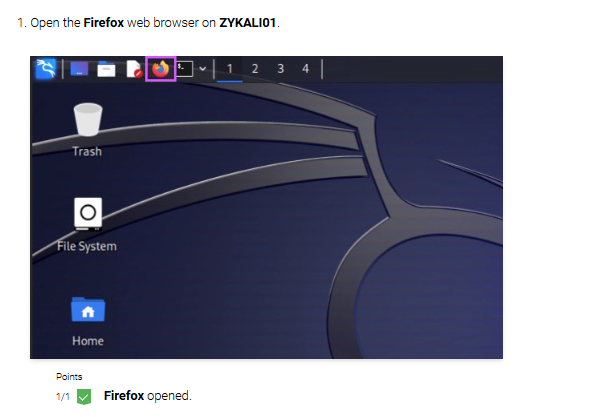 1. Open the Firefox web browser on ZYKALI01.
1 2 3 4
Trash
File System
Home
Points
1/1 Firefox opened.